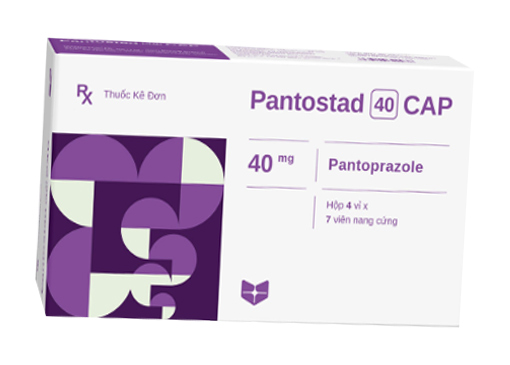 Rx Thuốc Kê Đơn
Pantostad 40 CAP
40 mg
Pantoprazole
Hộp 4 vỉ x
7 viên nang cứng